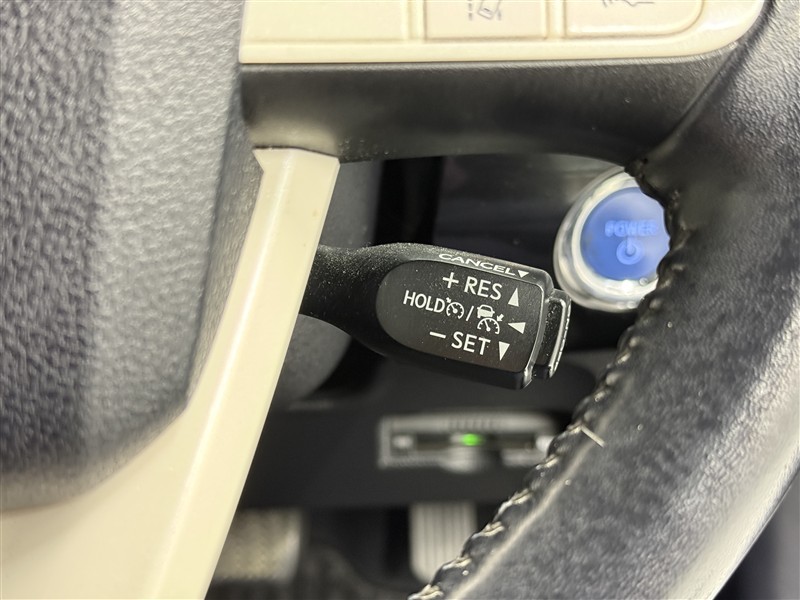 POWER
CANCEL▼
+ RES ▲
HOLD / ◀
− SET ▼